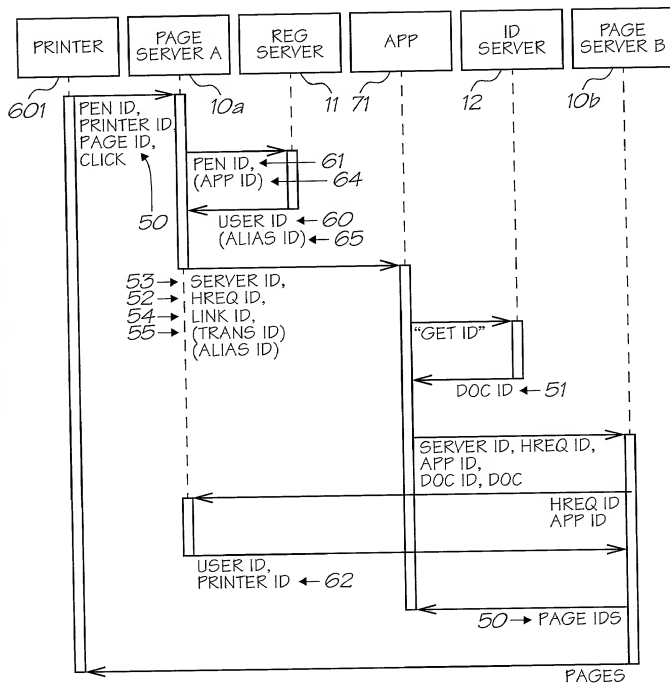 PRINTER
PAGE
SERVER A
REG
SERVER
APP
ID
SERVER
PAGE
SERVER B
601
10a
11
71
12
10b
PEN ID,
PRINTER ID,
PAGE ID,
CLICK
50
PEN ID, 61
(APP ID) 64
USER ID 60
(ALIAS ID) 65
53 SERVER ID,
52 HREQ ID,
54 LINK ID,
55 (TRANS ID)
(ALIAS ID)
"GET ID"
DOC ID 51
SERVER ID, HREQ ID,
APP ID,
DOC ID, DOC
HREQ ID
APP ID
USER ID,
PRINTER ID 62
50 PAGE IDS
PAGES